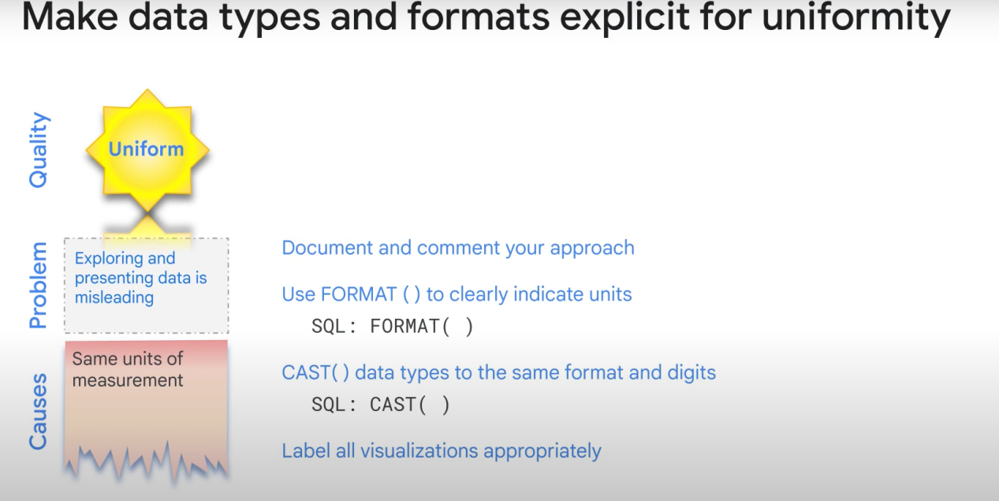 Make data types and formats explicit for uniformity
Quality
Uniform
Problem
Exploring and
presenting data is
misleading
Causes
Same units of
measurement
Document and comment your approach
Use FORMAT ( ) to clearly indicate units
SQL: FORMAT( )
CAST( ) data types to the same format and digits
SQL: CAST( )
Label all visualizations appropriately